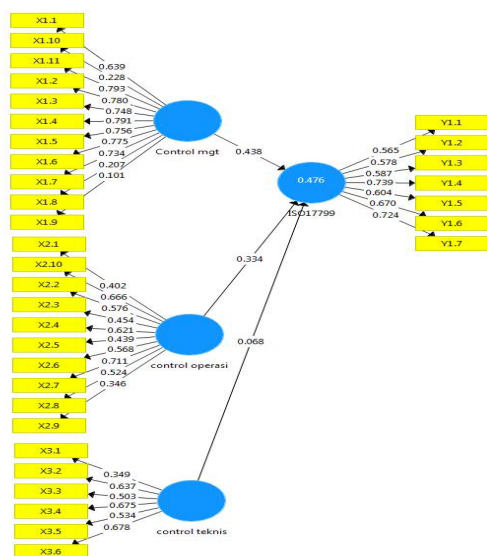 X1.1
X1.10
X1.11
X1.2
X1.3
X1.4
X1.5
X1.6
X1.7
X1.8
X1.9
0.639
0.228
0.793
0.780
0.748
0.791
0.756
0.775
0.734
0.207
0.101
Control mgt
0.438
X2.1
X2.10
X2.2
X2.3
X2.4
X2.5
X2.6
X2.7
X2.8
X2.9
0.402
0.666
0.576
0.454
0.621
0.439
0.568
0.711
0.524
0.346
control operasi
0.334
X3.1
X3.2
X3.3
X3.4
X3.5
X3.6
0.349
0.637
0.503
0.675
0.534
0.678
control teknis
0.068
0.476
ISO17799
0.565
0.578
0.587
0.739
0.604
0.670
0.724
Y1.1
Y1.2
Y1.3
Y1.4
Y1.5
Y1.6
Y1.7